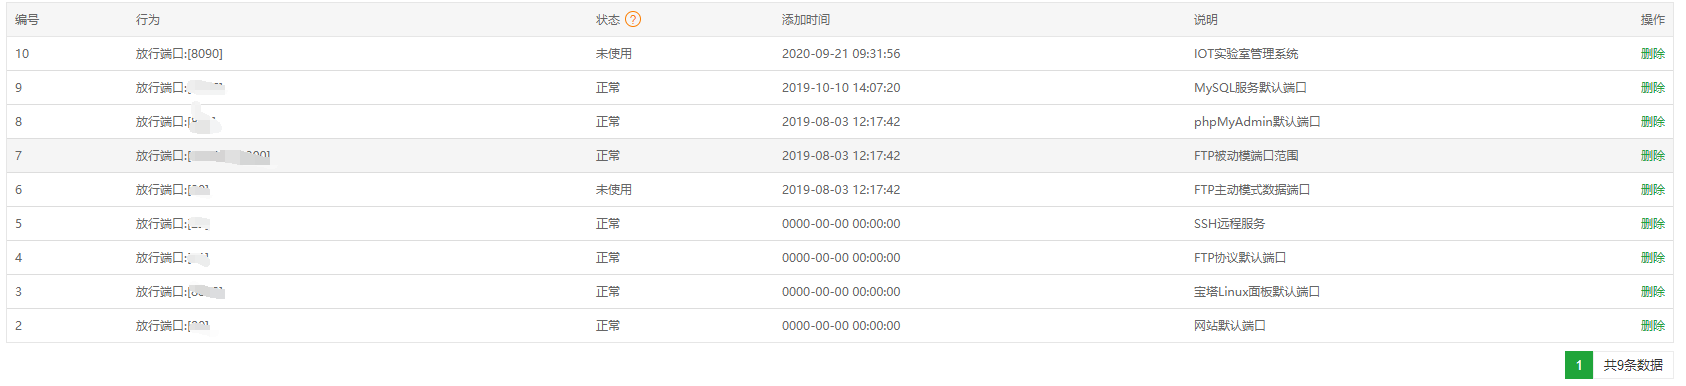 编号 行为 状态 ? 添加时间 说明 操作
10 放行端口:[8090] 未使用 2020-09-21 09:31:56 IOT实验室管理系统 删除
9 放行端口:[ 正常 2019-10-10 14:07:20 MySQL服务默认端口 删除
8 放行端口:[ ] 正常 2019-08-03 12:17:42 phpMyAdmin默认端口 删除
7 放行端口:[ ] 正常 2019-08-03 12:17:42 FTP被动模端口范围 删除
6 放行端口:[ ] 未使用 2019-08-03 12:17:42 FTP主动模式数据端口 删除
5 放行端口:[ 正常 0000-00-00 00:00:00 SSH远程服务 删除
4 放行端口:[ ] 正常 0000-00-00 00:00:00 FTP协议默认端口 删除
3 放行端口:[ 正常 0000-00-00 00:00:00 宝塔Linux面板默认端口 删除
2 放行端口:[ ] 正常 0000-00-00 00:00:00 网站默认端口 删除
1 共9条数据